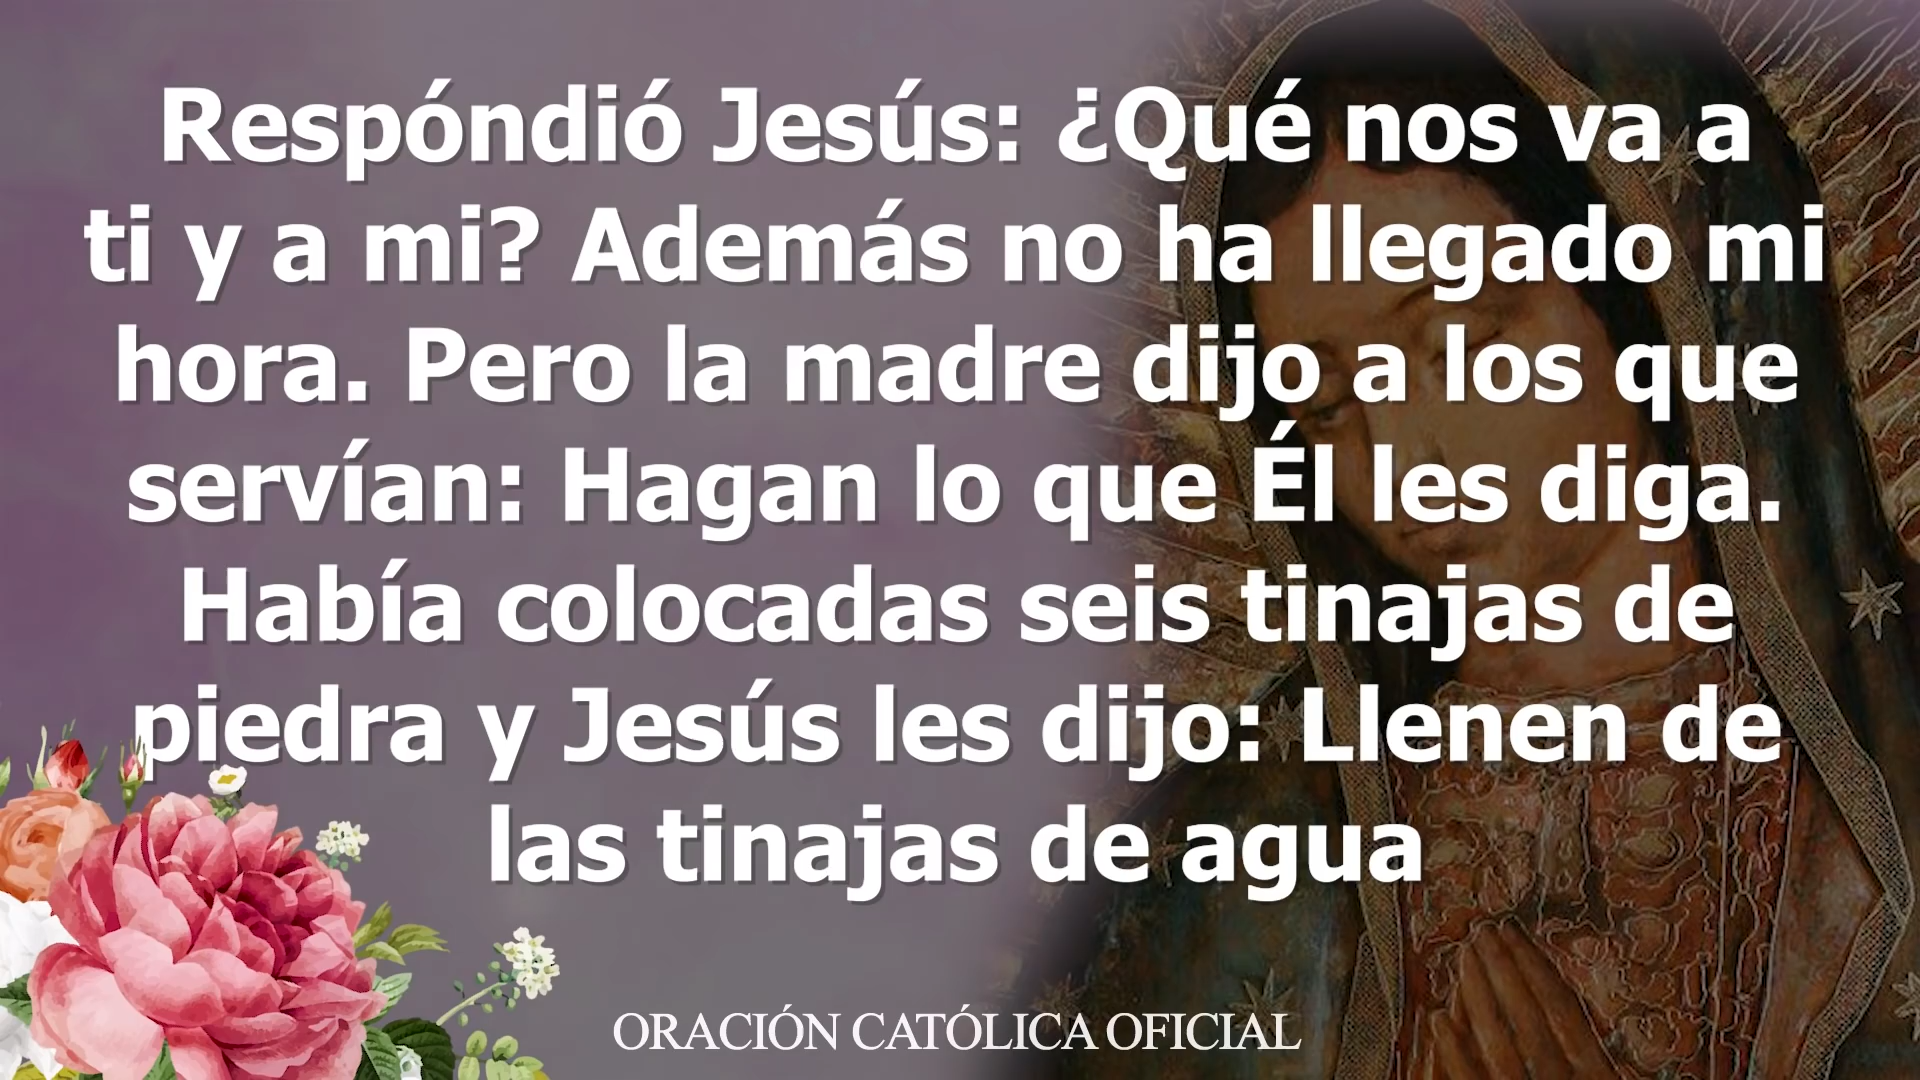 Respóndió Jesús: ¿Qué nos va a
ti y a mi? Además no ha llegado mi
hora. Pero la madre dijo a los que
servían: Hagan lo que Él les diga.
Había colocadas seis tinajas de
piedra y Jesús les dijo: Llenen de
las tinajas de agua
ORACIÓN CATÓLICA OFICIAL